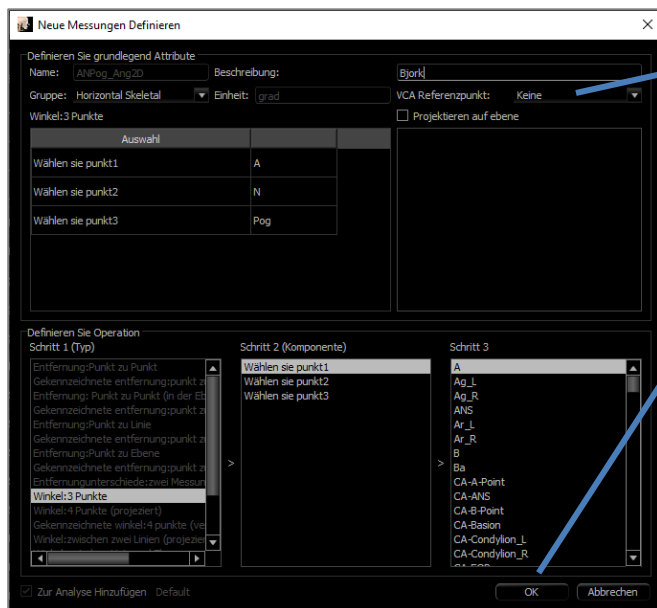 Neue Messungen Definieren
Definieren Sie grundlegend Attribute
Name: ANPog_Ang2D Beschreibung: Bjork
Gruppe: Horizontal Skeletal Einheit: grad VCA Referenzpunkt: Keine
Winkel:3 Punkte Projektieren auf ebene
Auswahl
Wählen sie punkt1 A
Wählen sie punkt2 N
Wählen sie punkt3 Pog
Definieren Sie Operation
Schritt 1 (Typ) Schritt 2 (Komponente) Schritt 3
Entfernung:Punkt zu Punkt Wählen sie punkt1 A
Gekennzeichnete entfernung:punkt z Wählen sie punkt2 Ag_L
Entfernung: Punkt zu Punkt (in der Eb Wählen sie punkt3 Ag_R
Gekennzeichnete entfernung:punkt z ANS
Entfernung:Punkt zu Linie Ar_L
Gekennzeichnete entfernung:punkt z Ar_R
Entfernung:Punkt zu Ebene B
Gekennzeichnete entfernung:punkt z Ba
Entfernungunterschiede:zwei Messun > > CA-A-Point
Winkel:3 Punkte CA-ANS
Winkel:4 Punkte (projeziert) CA-B-Point
Gekennzeichnete winkel:4 punkte (ve CA-Basion
Winkel:zwischen zwei Linien (projezier CA-Condylion_L
CA-Condylion_R
Zur Analyse Hinzufügen Default OK Abbrechen